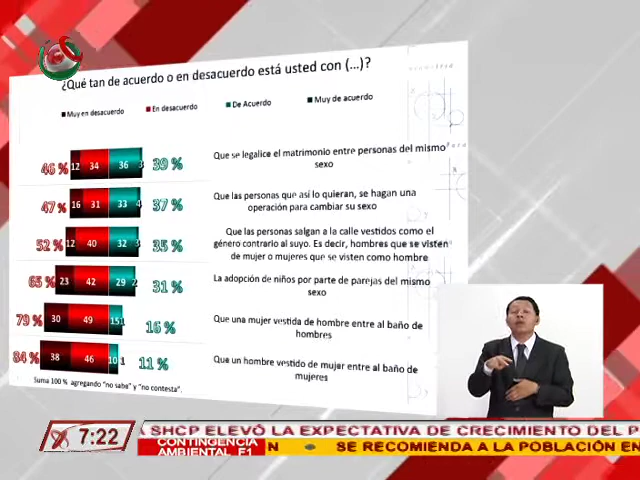 ¿Qué tan de acuerdo o en desacuerdo está usted con (...)?
Muy en desacuerdo En desacuerdo De Acuerdo Muy de acuerdo
46 % 12 34 36 3 39 % Que se legalice el matrimonio entre personas del mismo
sexo
47 % 16 31 33 4 37 % Que las personas que así lo quieran, se hagan una
operación para cambiar su sexo
52 % 12 40 32 3 35 % Que las personas salgan a la calle vestidos como el
género contrario al suyo. Es decir, hombres que se visten
de mujer o mujeres que se visten como hombre
65 % 23 42 29 2 31 % La adopción de niños por parte de parejas del mismo
sexo
79 % 30 49 15 1 16 % Que una mujer vestida de hombre entre al baño de
hombres
84 % 38 46 10 1 11 % Que un hombre vestido de mujer entre al baño de
mujeres
Suma 100 % agregando "no sabe" y "no contesta".
7:22
A SHCP ELEVÓ LA EXPECTATIVA DE CRECIMIENTO DEL P
CONTINGENCIA
AMBIENTAL F1
N SE RECOMIENDA A LA POBLACIÓN EN